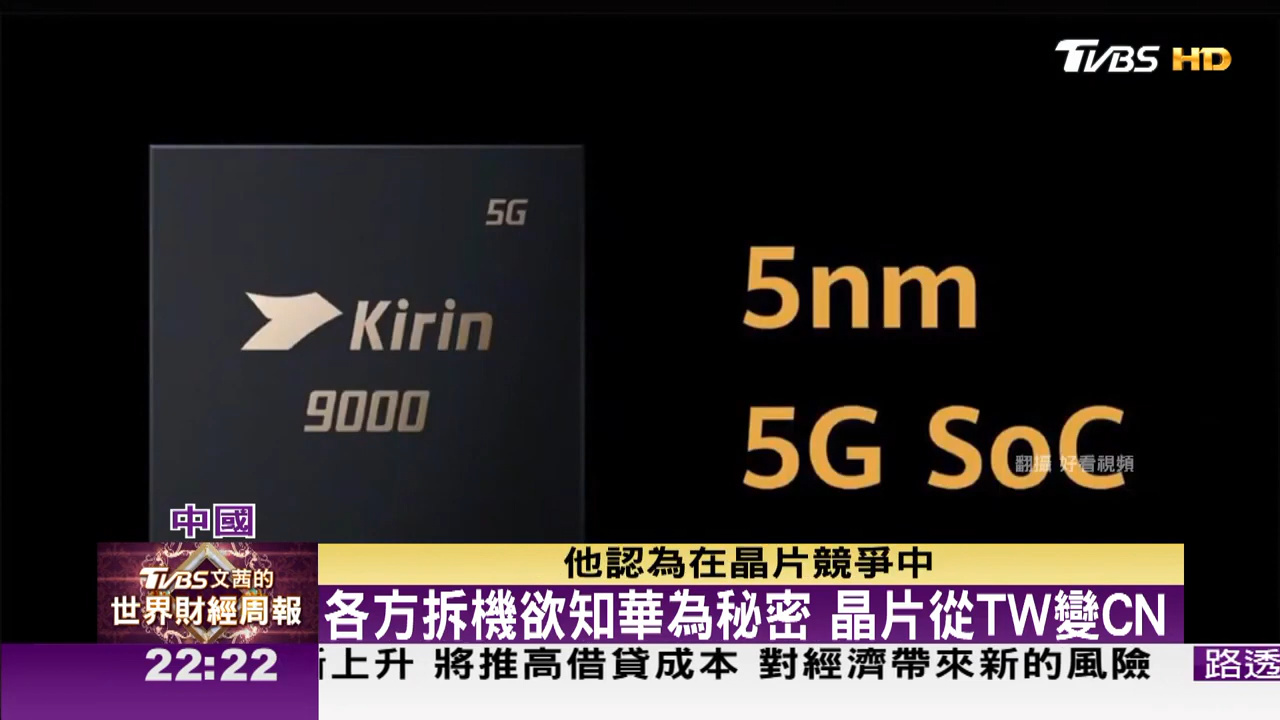 TVBS HD
5G
Kirin
9000
5nm
5G SoC
翻攝 好看視頻
中國
TVBS文茜的
世界財經周報
他認為在晶片競爭中
各方拆機欲知華為秘密 晶片從TW變CN
22:22
上升 將推高借貸成本 對經濟帶來新的風險
路透